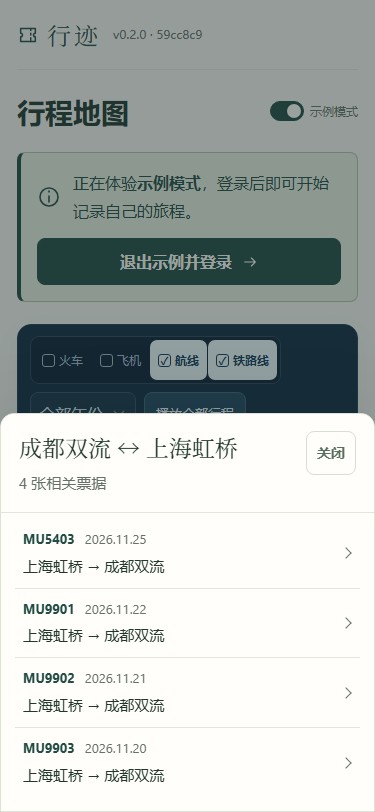 行迹 v0.2.0 · 59cc8c9
行程地图
示例模式
正在体验示例模式，登录后即可开始
记录自己的旅程。
退出示例并登录 →
火车 飞机 航线 铁路线
全部年份 播放全部行程
成都双流 ↔ 上海虹桥
关闭
4 张相关票据
MU5403 2026.11.25
上海虹桥 → 成都双流
MU9901 2026.11.22
上海虹桥 → 成都双流
MU9902 2026.11.21
上海虹桥 → 成都双流
MU9903 2026.11.20
上海虹桥 → 成都双流